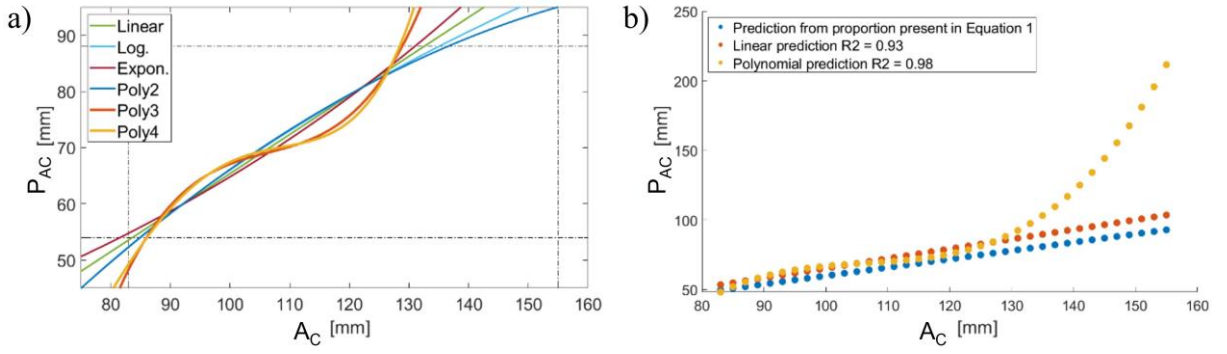 a)
P_AC [mm]
90
80
70
60
50
Linear
Log.
Expon.
Poly2
Poly3
Poly4
80 90 100 110 120 130 140 150 160
A_C [mm]
b)
P_AC [mm]
250
200
150
100
50
Prediction from proportion present in Equation 1
Linear prediction R2 = 0.93
Polynomial prediction R2 = 0.98
80 90 100 110 120 130 140 150 160
A_C [mm]